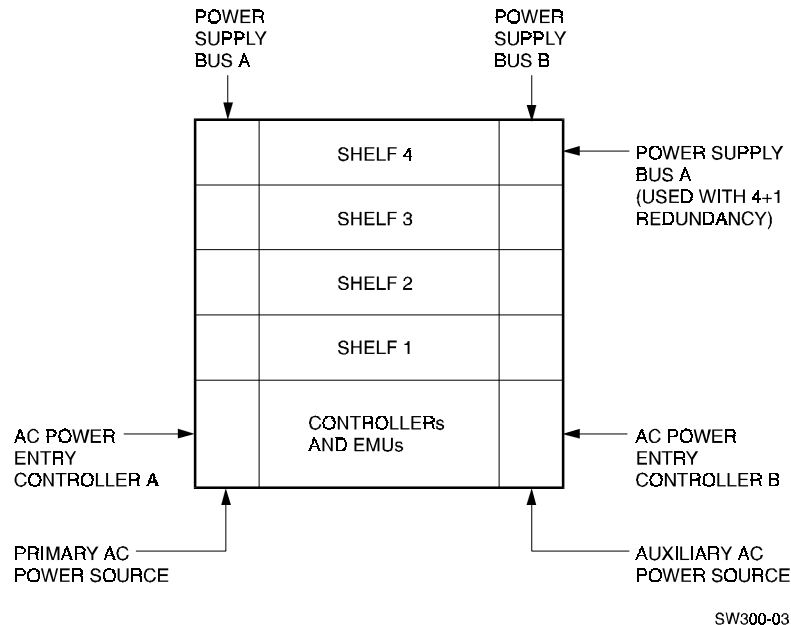 POWER
SUPPLY
BUS A
POWER
SUPPLY
BUS B
SHELF 4
POWER SUPPLY
BUS A
(USED WITH 4+1
REDUNDANCY)
SHELF 3
SHELF 2
SHELF 1
CONTROLLERs
AND EMUs
AC POWER
ENTRY
CONTROLLER A
AC POWER
ENTRY
CONTROLLER B
PRIMARY AC
POWER SOURCE
AUXILIARY AC
POWER SOURCE
SW300-03